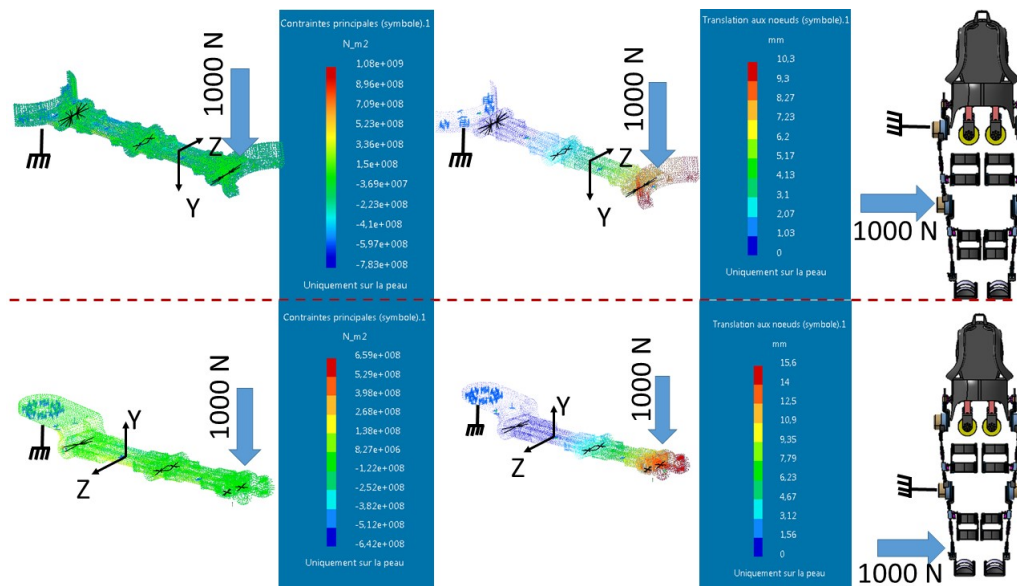 Contraintes principales (symbole).1
N_m2
1,08e+009
8,96e+008
7,09e+008
5,23e+008
3,36e+008
1,5e+008
-3,69e+007
-2,23e+008
-4,1e+008
-5,97e+008
-7,83e+008
Uniquement sur la peau
1000 N
Z
Y
Translation aux noeuds (symbole).1
mm
10,3
9,3
8,27
7,23
6,2
5,17
4,13
3,1
2,07
1,03
0
Uniquement sur la peau
1000 N
Z
Y
1000 N
Contraintes principales (symbole).1
N_m2
6,59e+008
5,29e+008
3,98e+008
2,68e+008
1,38e+008
8,27e+006
-1,22e+008
-2,52e+008
-3,82e+008
-5,12e+008
-6,42e+008
Uniquement sur la peau
1000 N
Y
Z
Translation aux noeuds (symbole).1
mm
15,6
14
12,5
10,9
9,35
7,79
6,23
4,67
3,12
1,56
0
Uniquement sur la peau
1000 N
Y
Z
1000 N